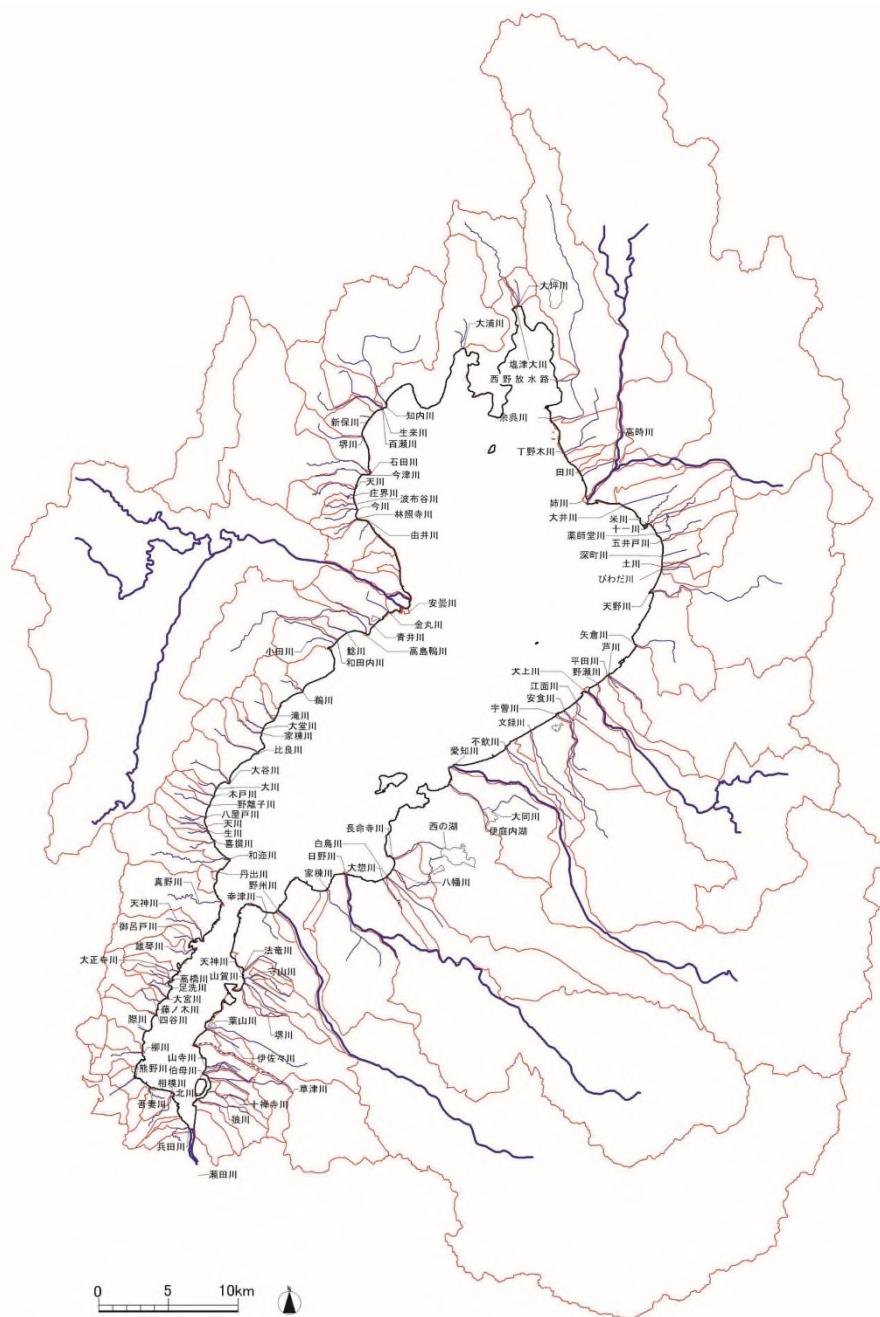 大坪川
大浦川
塩津大川
西野放水路
余呉川
知内川
新保川
生来川
堺川
百瀬川
高時川
丁野木川
石田川
今津川
天川
田川
庄界川
波布谷川
今川
林照寺川
由井川
姉川
大井川
米川
十一川
薬師堂川
五井戸川
深町川
土川
びわだ川
天野川
安曇川
金丸川
青井川
高島鴨川
鯰川
和田内川
小田川
矢倉川
芹川
平田川
野瀬川
犬上川
江面川
安食川
宇曽川
文録川
不飲川
愛知川
鵜川
滝川
大堂川
家棟川
比良川
大谷川
大川
木戸川
野離子川
八屋戸川
天川
生川
喜撰川
和迩川
丹出川
真野川
天神川
御呂戸川
雄琴川
大正寺川
高橋川
足洗川
大宮川
藤ノ木川
四谷川
際川
柳川
熊野川
相模川
吾妻川
兵田川
瀬田川
大同川
伊庭内湖
長命寺川
西の湖
白鳥川
日野川
大惣川
家棟川
八幡川
野州川
幸津川
法竜川
天神川
守山川
山賀川
堺川
葉山川
山寺川
伊佐々川
伯母川
草津川
北川
十禅寺川
狼川
0 5 10km
N